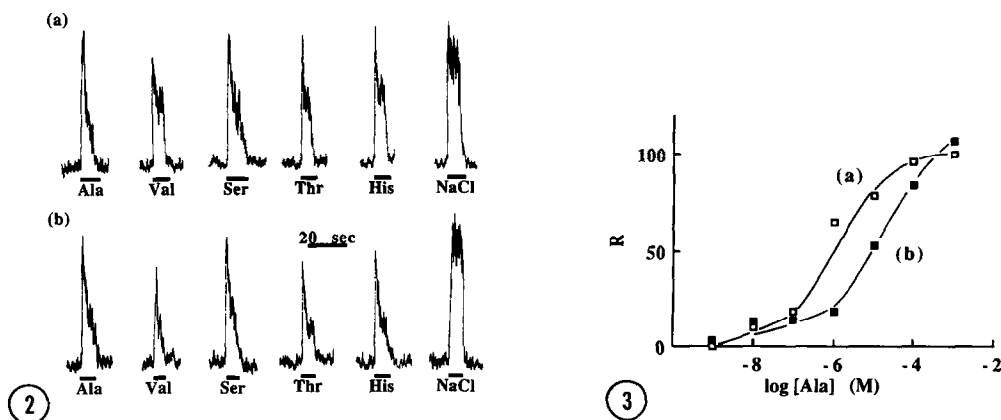 (a)
Ala Val Ser Thr His NaCl
(b)
20 sec
Ala Val Ser Thr His NaCl
2
100
50
0
R
(a)
(b)
-8 -6 -4 -2
log [Ala] (M)
3